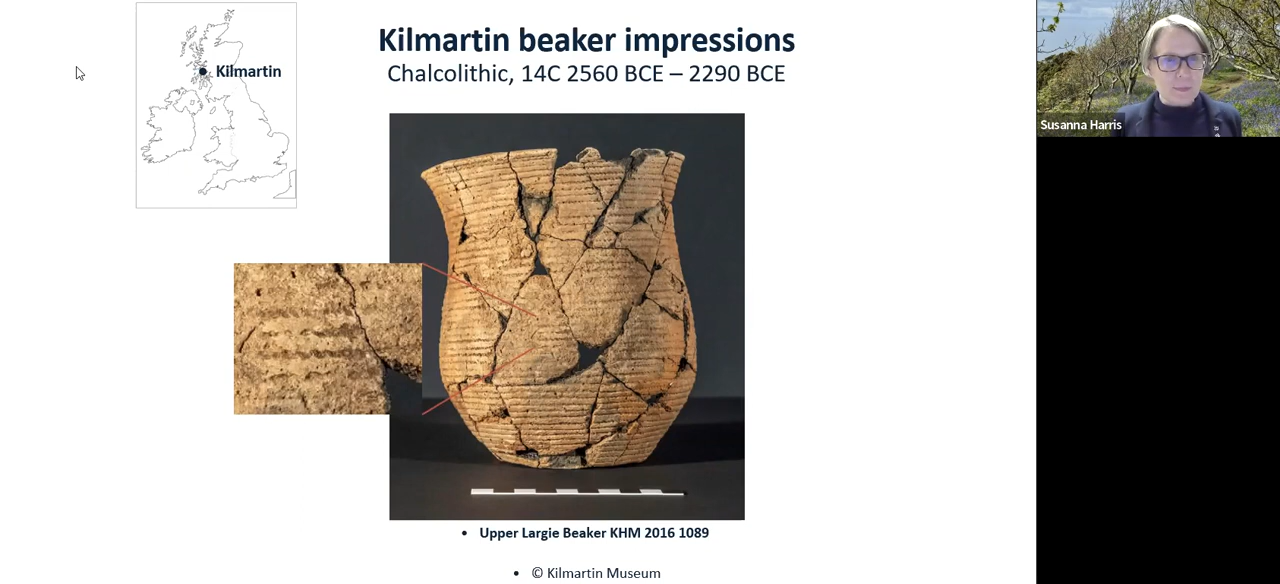 Kilmartin beaker impressions
Chalcolithic, 14C 2560 BCE – 2290 BCE
Kilmartin
Susanna Harris
• Upper Largie Beaker KHM 2016 1089
• © Kilmartin Museum